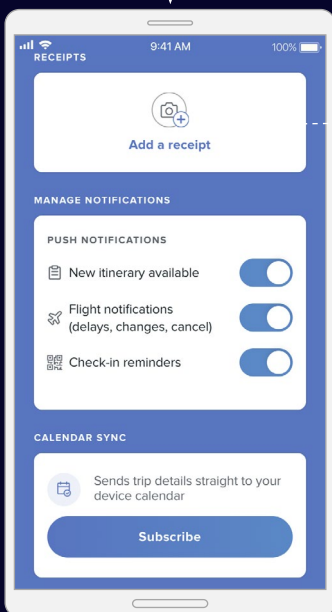 9:41 AM
100%
RECEIPTS
Add a receipt
MANAGE NOTIFICATIONS
PUSH NOTIFICATIONS
New itinerary available
Flight notifications
(delays, changes, cancel)
Check-in reminders
CALENDAR SYNC
Sends trip details straight to your
device calendar
Subscribe